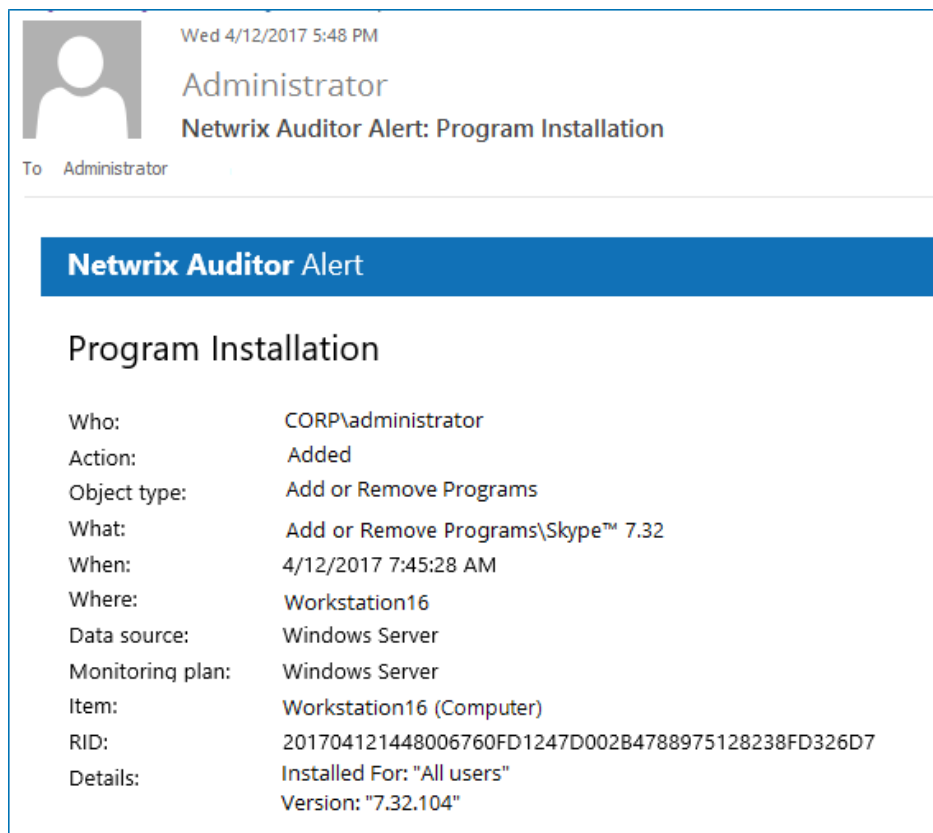 Wed 4/12/2017 5:48 PM
Administrator
Netwrix Auditor Alert: Program Installation
To Administrator
Netwrix Auditor Alert
Program Installation
Who: CORP\administrator
Action: Added
Object type: Add or Remove Programs
What: Add or Remove Programs\Skype™ 7.32
When: 4/12/2017 7:45:28 AM
Where: Workstation16
Data source: Windows Server
Monitoring plan: Windows Server
Item: Workstation16 (Computer)
RID: 201704121448006760FD1247D002B4788975128238FD326D7
Details: Installed For: "All users"
Version: "7.32.104"